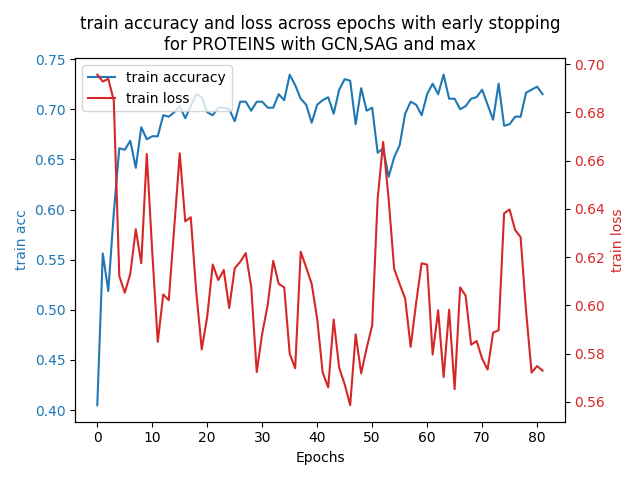 train accuracy and loss across epochs with early stopping
for PROTEINS with GCN,SAG and max
train accuracy
train loss
train acc
0.75
0.70
0.65
0.60
0.55
0.50
0.45
0.40
0.70
0.68
0.66
0.64
0.62
0.60
0.58
0.56
train loss
0 10 20 30 40 50 60 70 80
Epochs